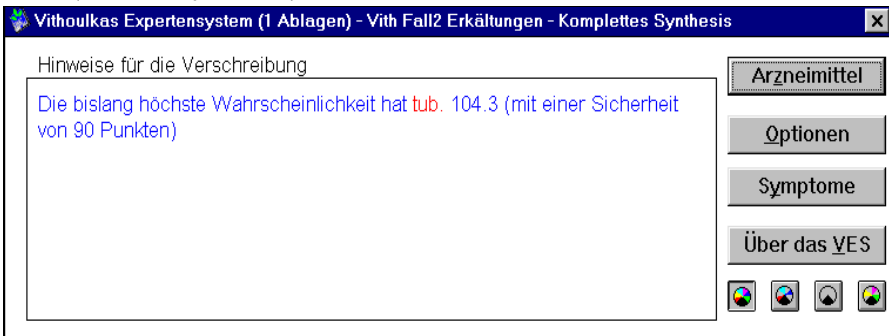 Vithoulkas Expertensystem (1 Ablagen) - Vith Fall2 Erkältungen - Komplettes Synthesis
Hinweise für die Verschreibung
Die bislang höchste Wahrscheinlichkeit hat tub. 104.3 (mit einer Sicherheit
von 90 Punkten)
Arzneimittel
Optionen
Symptome
Über das VES